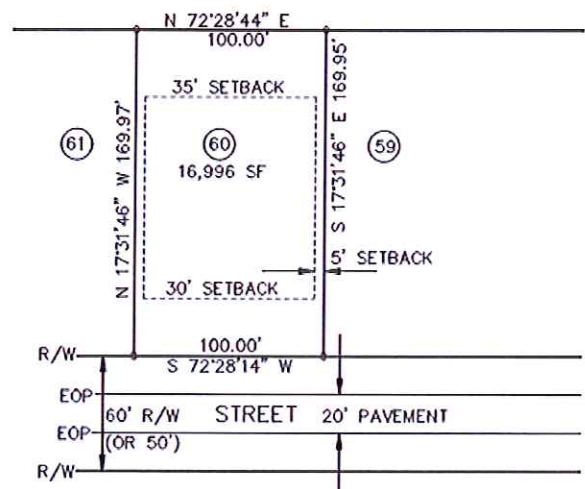 N 72°28'44" E
100.00'
35' SETBACK
61
60
59
16,996 SF
N 17°31'46" W 169.97'
S 17°31'46" E 169.95'
5' SETBACK
30' SETBACK
100.00'
R/W
S 72°28'14" W
EOP
60' R/W STREET 20' PAVEMENT
EOP
(OR 50')
R/W